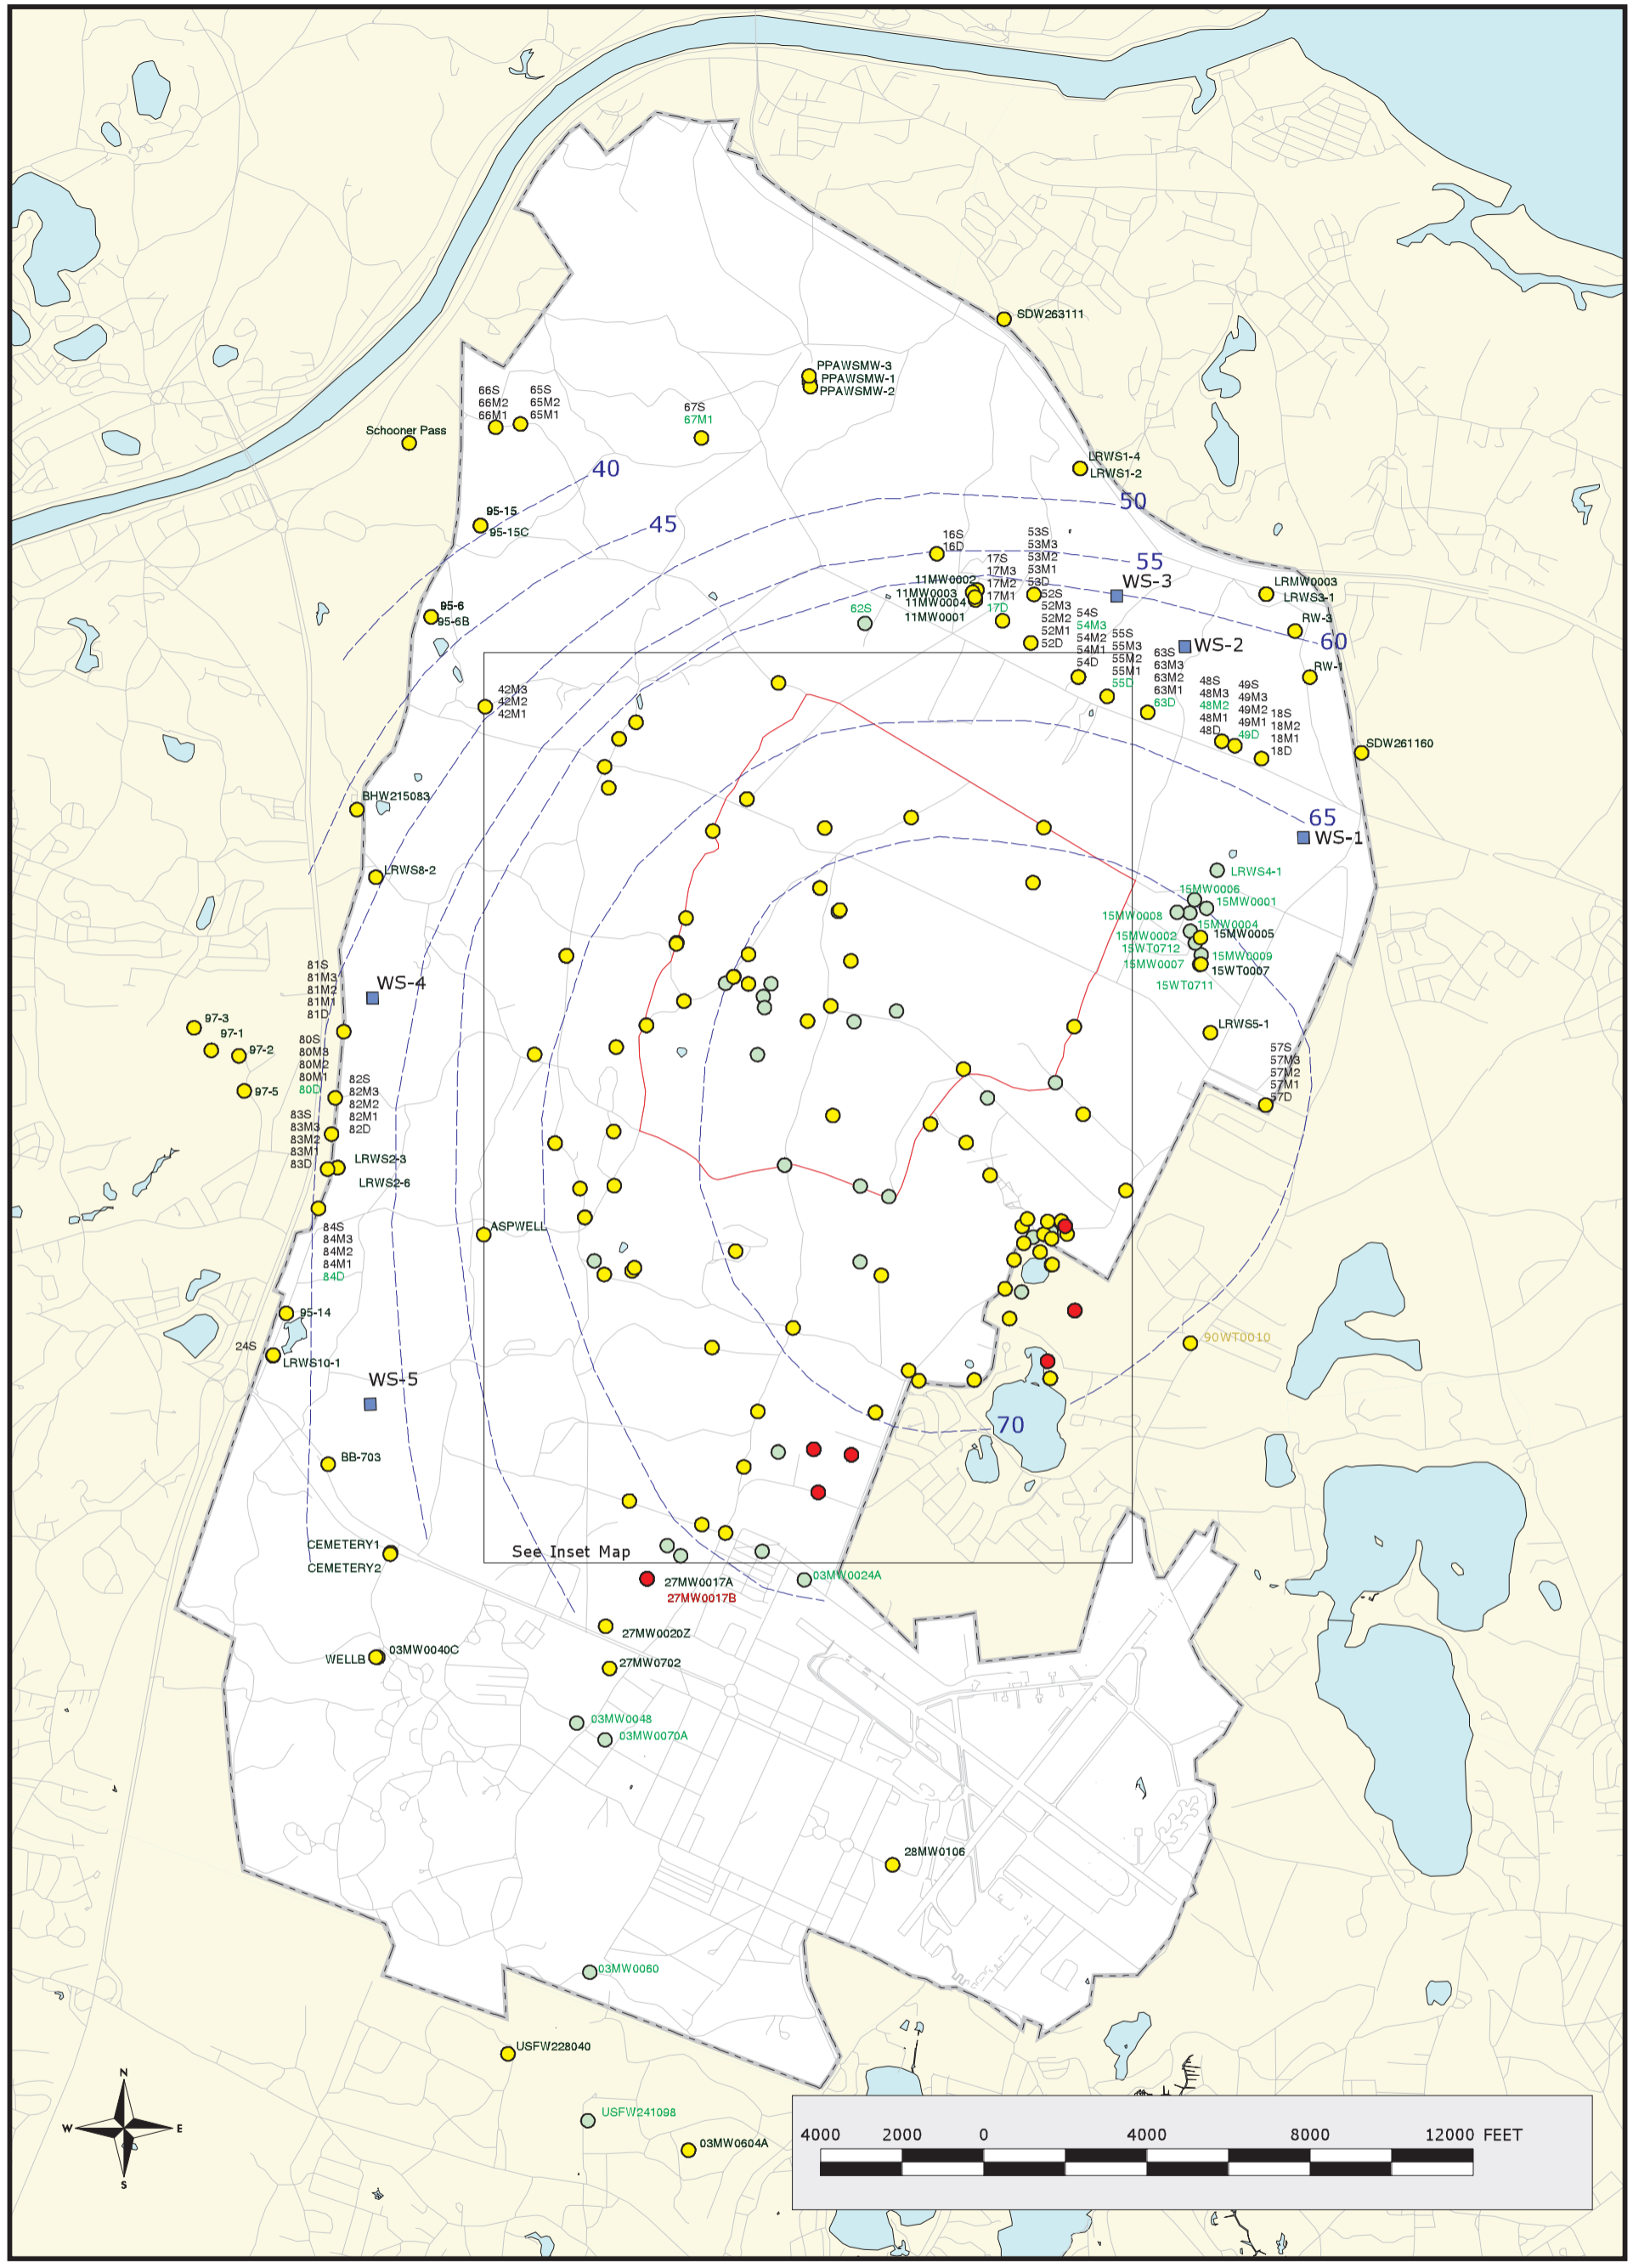 SDW263111
PPAWSMW-3
PPAWSMW-1
PPAWSMW-2
66S
66M2
66M1
65S
65M2
65M1
67S
67M1
Schooner Pass
LRWS1-4
LRWS1-2
40
50
45
95-15
95-15C
55
16S
16D
53S
53M3
53M2
53M1
53D
17S
17M3
17M2
17M1
17D
11MW0002
11MW0003
11MW0004
11MW0001
WS-3
LRMW0003
LRWS3-1
52S
52M3
52M2
52M1
52D
95-6
95-6B
62S
54S
54M3
54M2
54M1
54D
RW-3
60
55S
55M3
55M2
55M1
55D
WS-2
63S
63M3
63M2
63M1
63D
RW-1
48S
48M3
48M2
48M1
48D
49S
49M3
49M2
49M1
49D
42M3
42M2
42M1
18S
18M2
18M1
18D
SDW261160
BHW215083
65
WS-1
LRWS8-2
LRWS4-1
15MW0006
15MW0001
15MW0008
15MW0004
15MW0002
15MW0005
15WT0712
15MW0009
15MW0007
15WT0007
15WT0711
81S
81M3
81M2
81M1
81D
WS-4
97-3
97-1
97-2
97-5
LRWS5-1
80S
80M3
80M2
80M1
80D
57S
57M3
57M2
57M1
57D
82S
82M3
82M2
82M1
82D
83S
83M3
83M2
83M1
83D
LRWS2-3
LRWS2-6
ASPWELL
84S
84M3
84M2
84M1
84D
95-14
24S
LRWS10-1
90WT0010
WS-5
70
BB-703
CEMETERY1
CEMETERY2
See Inset Map
27MW0017A
27MW0017B
03MW0024A
27MW0020Z
03MW0040C
WELLB
27MW0702
03MW0048
03MW0070A
28MW0106
03MW0060
USFW228040
USFW241098
03MW0604A
N
W
E
S
4000 2000 0 4000 8000 12000 FEET